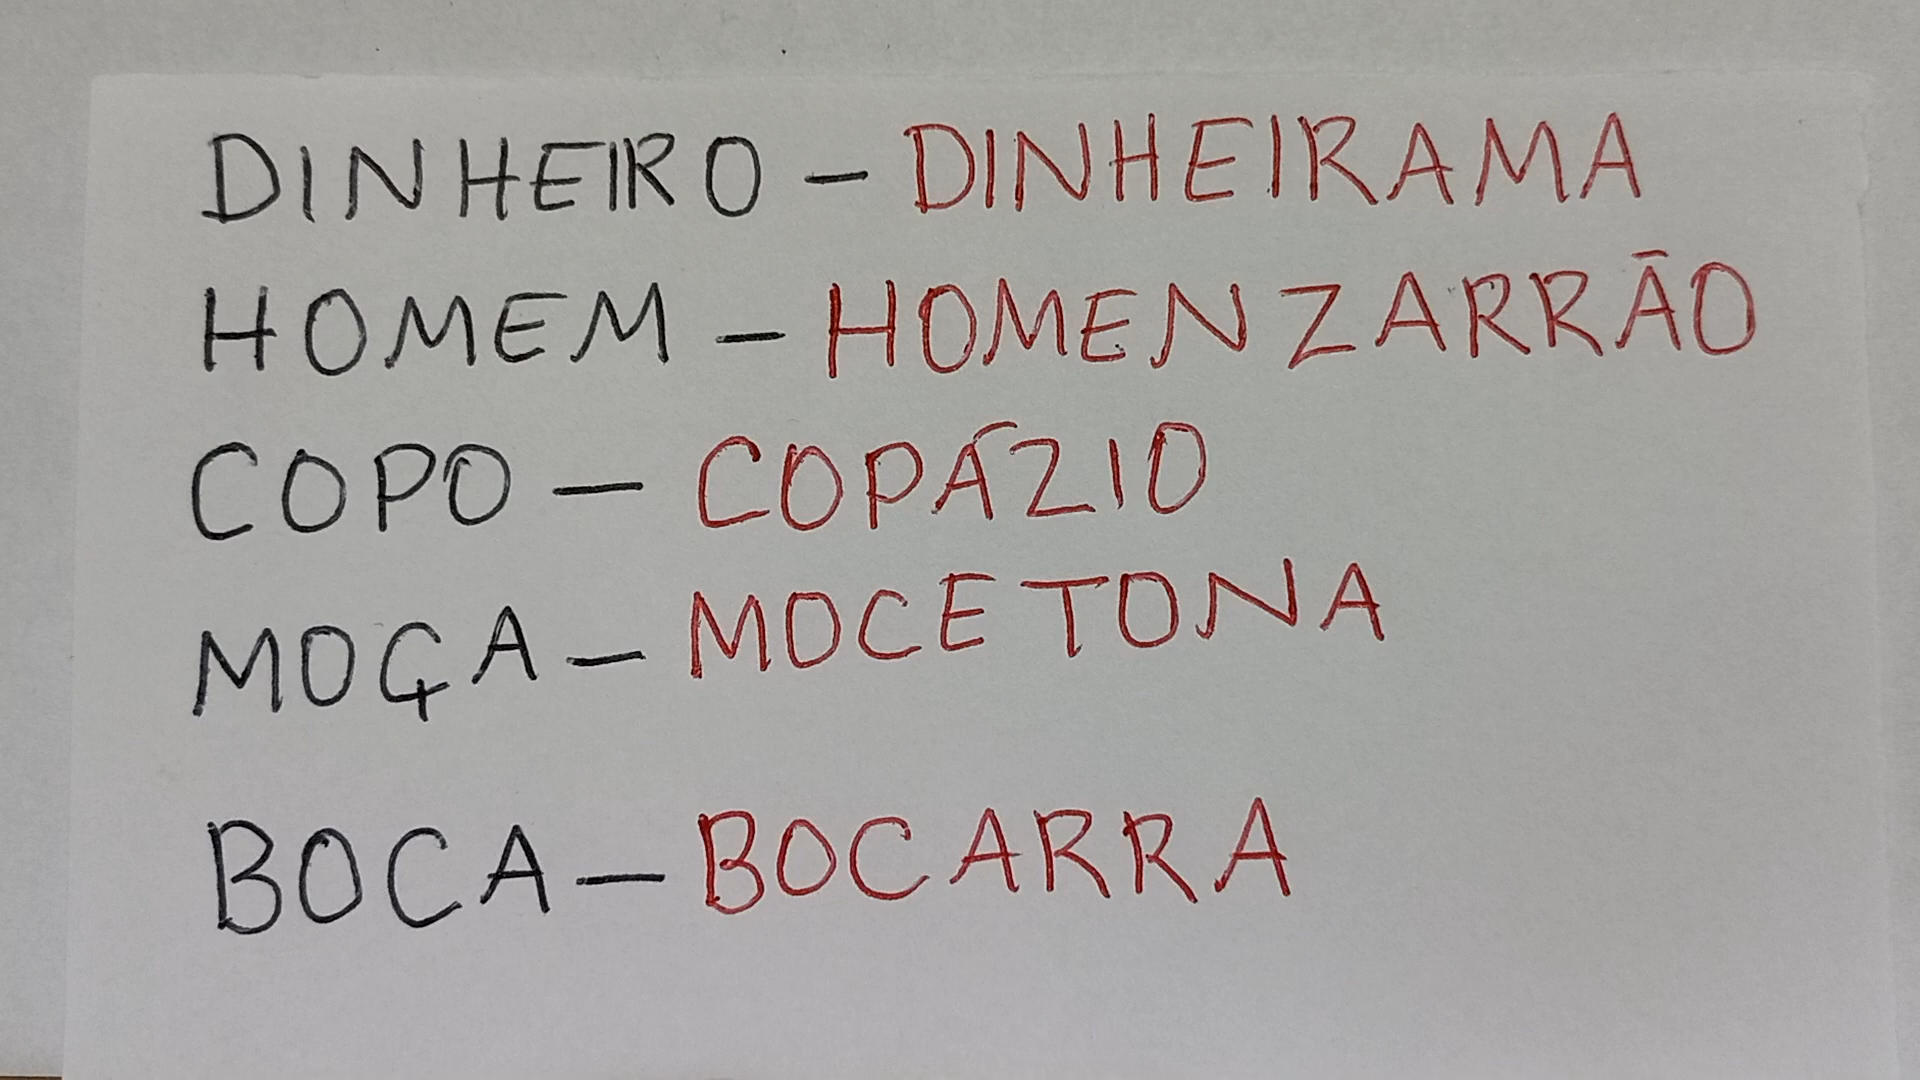 DINHEIRO – DINHEIRAMA
HOMEM – HOMENZARRÃO
COPO – COPÁZIO
MOÇA – MOCETONA
BOCA – BOCARRA